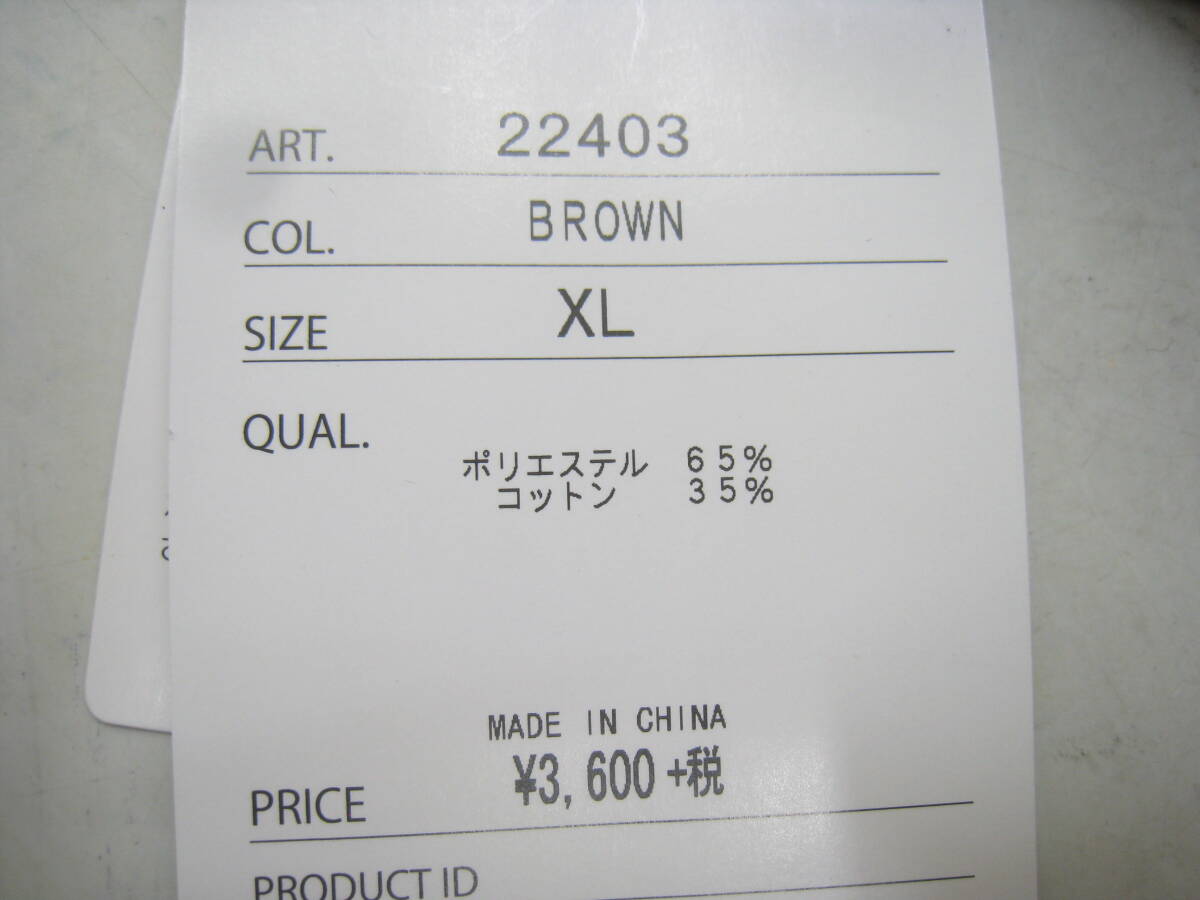 ART. 22403
COL. BROWN
SIZE XL
QUAL.
ポリエステル 65%
コットン 35%
MADE IN CHINA
PRICE ¥3,600+税
PRODUCT ID